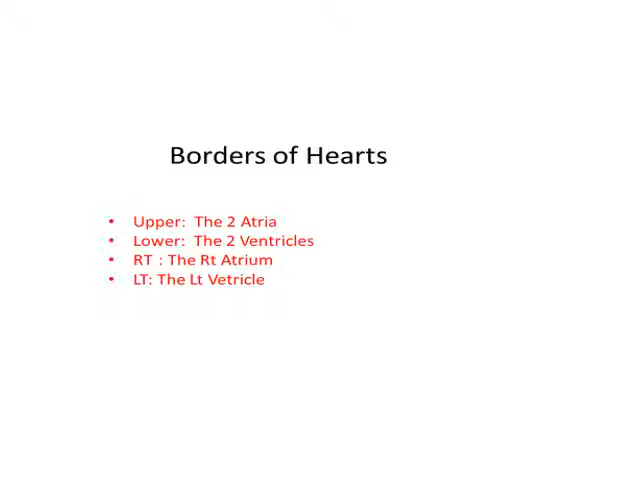 Borders of Hearts
• Upper: The 2 Atria
• Lower: The 2 Ventricles
• RT : The Rt Atrium
• LT: The Lt Vetricle